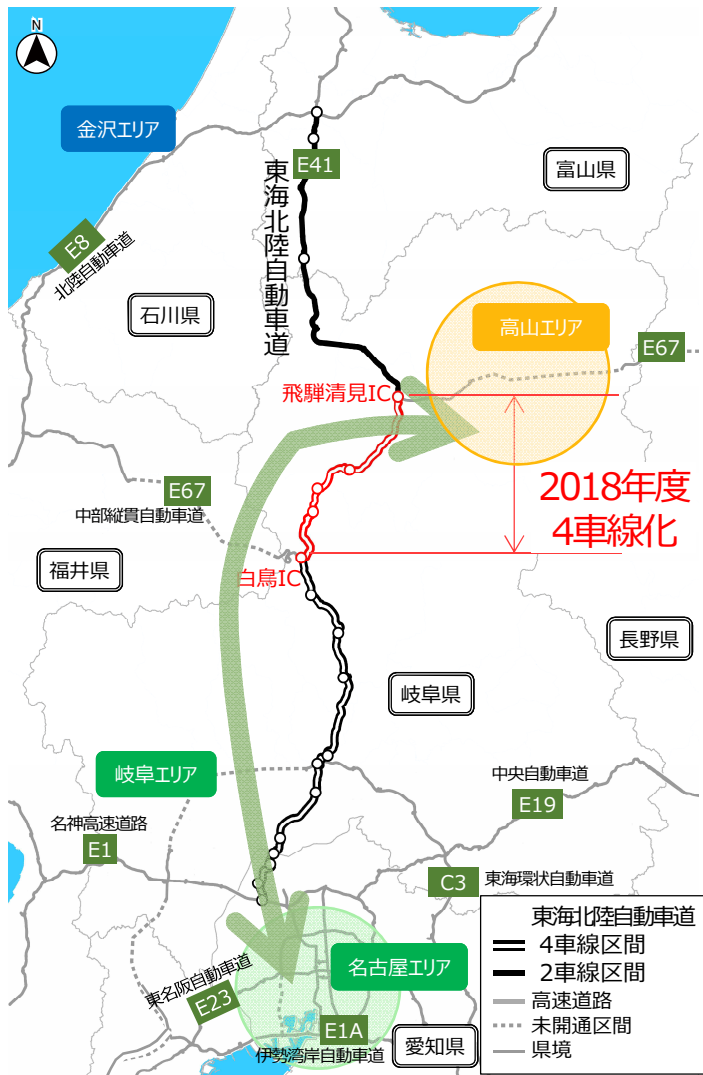 N
金沢エリア
E41
富山県
東海北陸自動車道
E8
北陸自動車道
石川県
高山エリア
E67
飛騨清見IC
2018年度
4車線化
E67
中部縦貫自動車道
福井県
白鳥IC
長野県
岐阜県
岐阜エリア
中央自動車道
E19
名神高速道路
E1
C3
東海環状自動車道
東海北陸自動車道
4車線区間
2車線区間
高速道路
未開通区間
県境
名古屋エリア
東名阪自動車道
E23
E1A
伊勢湾岸自動車道
愛知県